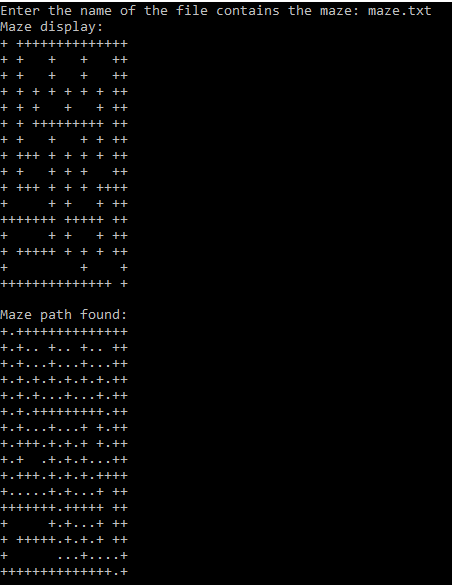 Enter the name of the file contains the maze: maze.txt
Maze display:
+ ++++++++++++++
+ +   +   +   ++
+ +   +   +   ++
+ + + + + + + ++
+ + +   +   + ++
+ + +++++++++ ++
+ +   +   + + ++
+ +++ + + + + ++
+ +   + + +   ++
+ +++ + + + ++++
+     + +   + ++
+++++++ +++++ ++
+     + +   + ++
+ +++++ + + + ++
+         +    +
++++++++++++++ +

Maze path found:
+.++++++++++++++
+.+.. +.. +.. ++
+.+...+...+...++
+.+.+.+.+.+.+.++
+.+.+...+...+.++
+.+.+++++++++.++
+.+...+...+ +.++
+.+++.+.+.+ +.++
+.+  .+.+.+...++
+.+++.+.+.+.++++
+.....+.+...+ ++
+++++++.+++++ ++
+     +.+...+ ++
+ +++++.+.+.+ ++
+      ...+....+
++++++++++++++.+